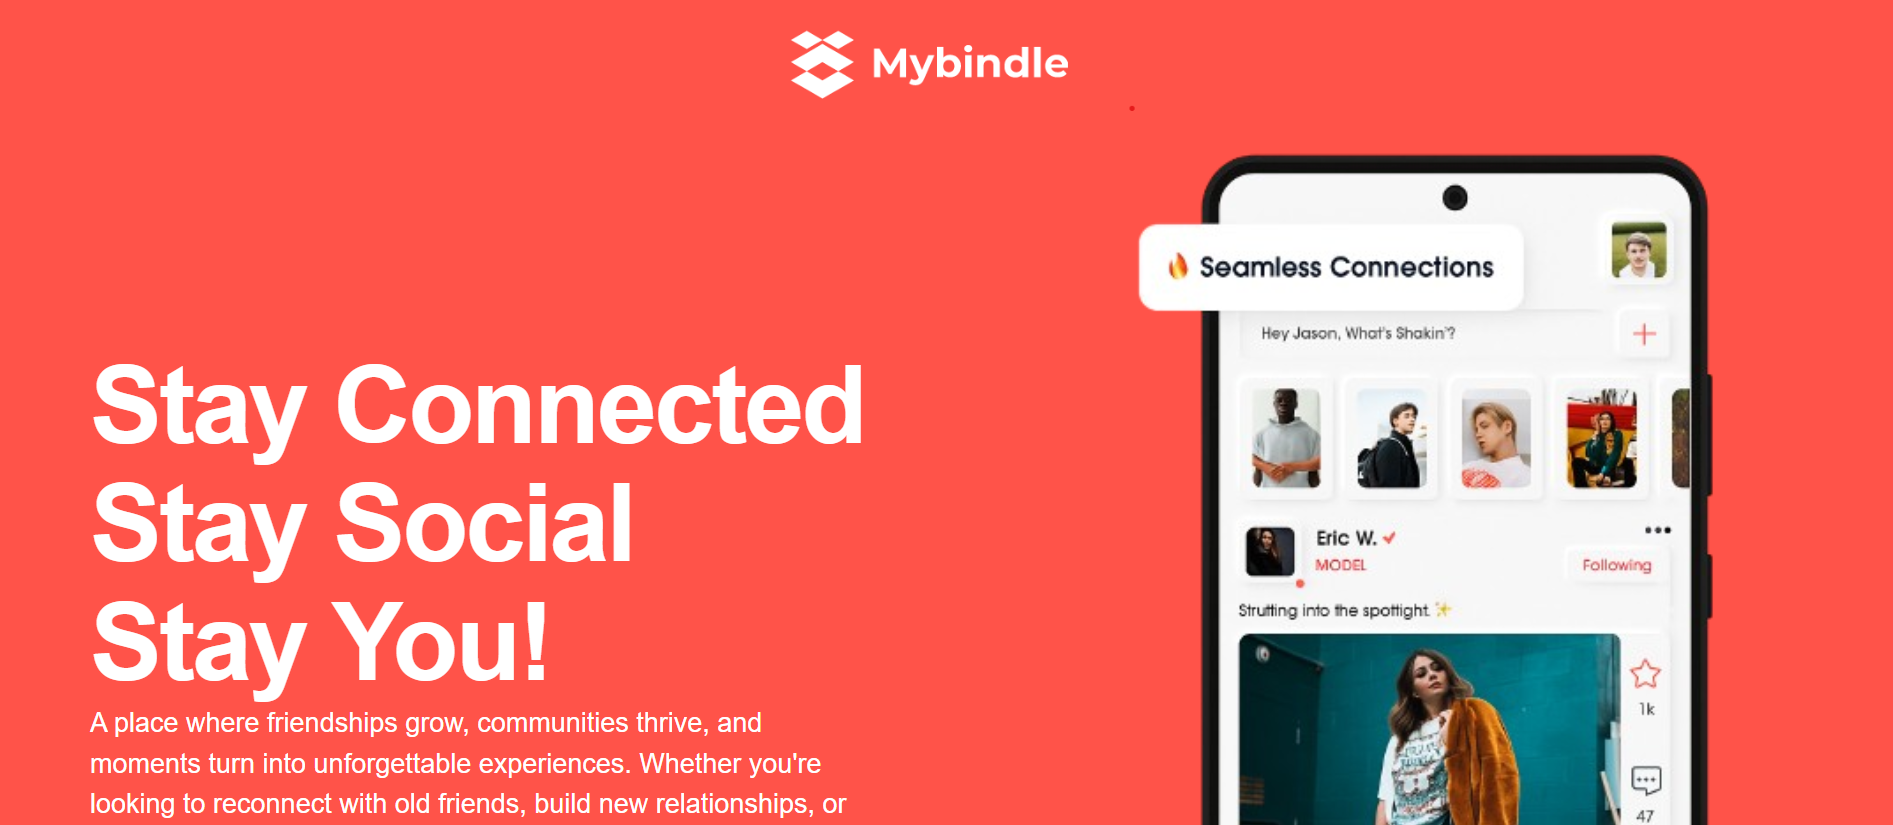 Mybindle
Seamless Connections
Hey Jason, What's Shakin'?
Stay Connected
Stay Social
Stay You!
A place where friendships grow, communities thrive, and
moments turn into unforgettable experiences. Whether you're
looking to reconnect with old friends, build new relationships, or
Eric W.
MODEL
Following
Strutting into the spottight.
1k
47